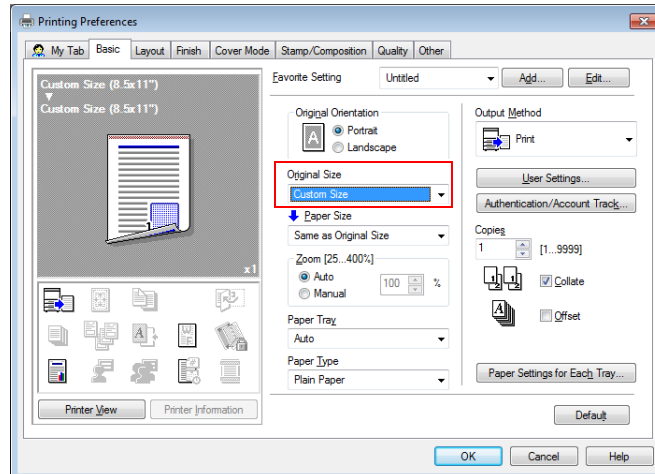 Printing Preferences
My Tab Basic Layout Finish Cover Mode Stamp/Composition Quality Other
Custom Size (8.5x11")
Custom Size (8.5x11")
1
x1
Favorite Setting Untitled Add... Edit...
Original Orientation
A Portrait
Landscape
Original Size
Custom Size
Paper Size
Same as Original Size
Zoom [25...400%]
Auto
Manual
100 %
Paper Tray
Auto
Paper Type
Plain Paper
Output Method
Print
User Settings...
Authentication/Account Track...
Copies
1 [1...9999]
Collate
Offset
Paper Settings for Each Tray...
Printer View Printer Information
Default
OK Cancel Help